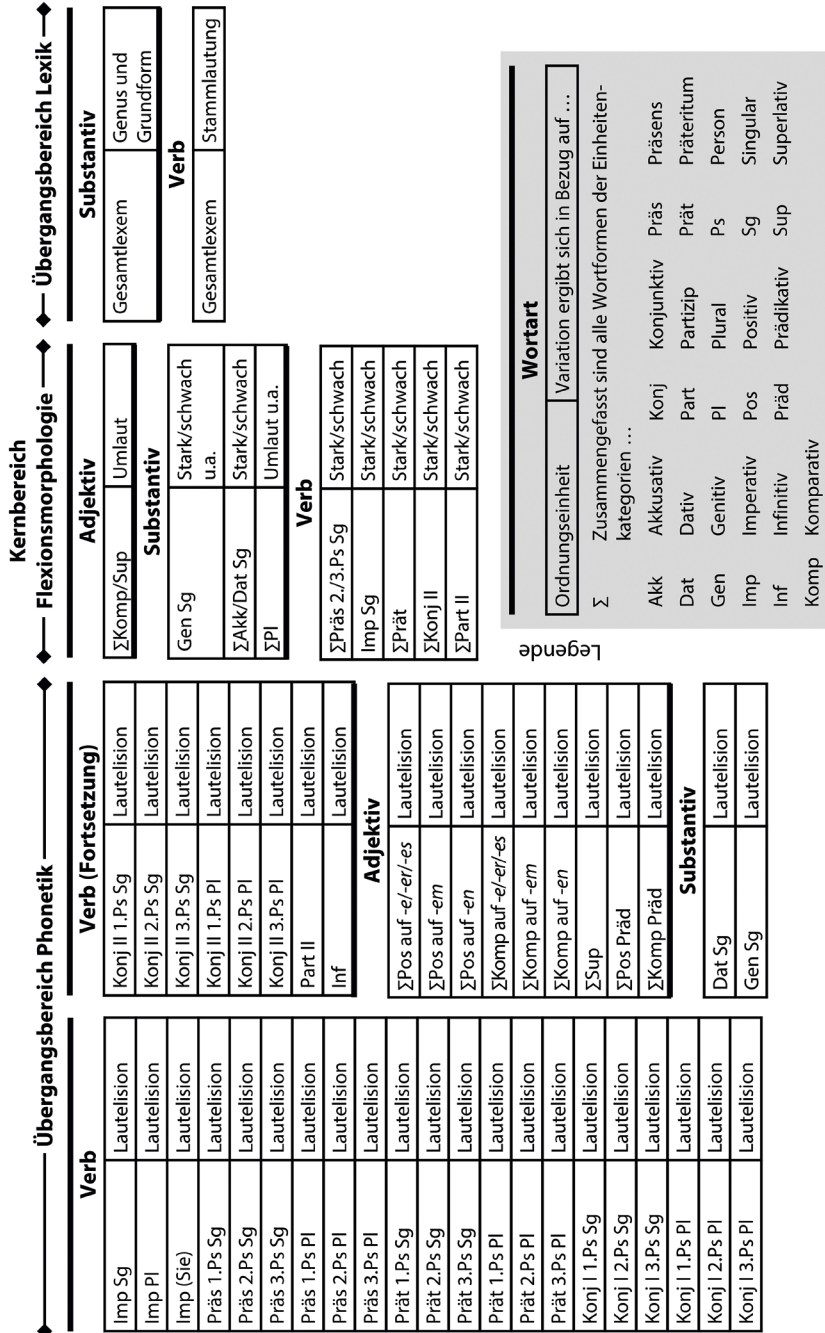 Übergangsbereich Phonetik
Verb
Imp Sg Lautelision
Imp Pl Lautelision
Imp (Sie) Lautelision
Präs 1.Ps Sg Lautelision
Präs 2.Ps Sg Lautelision
Präs 3.Ps Sg Lautelision
Präs 1.Ps Pl Lautelision
Präs 2.Ps Pl Lautelision
Präs 3.Ps Pl Lautelision
Prät 1.Ps Sg Lautelision
Prät 2.Ps Sg Lautelision
Prät 3.Ps Sg Lautelision
Prät 1.Ps Pl Lautelision
Prät 2.Ps Pl Lautelision
Prät 3.Ps Pl Lautelision
Konj I 1.Ps Sg Lautelision
Konj I 2.Ps Sg Lautelision
Konj I 3.Ps Sg Lautelision
Konj I 1.Ps Pl Lautelision
Konj I 2.Ps Pl Lautelision
Konj I 3.Ps Pl Lautelision
Verb (Fortsetzung)
Konj II 1.Ps Sg Lautelision
Konj II 2.Ps Sg Lautelision
Konj II 3.Ps Sg Lautelision
Konj II 1.Ps Pl Lautelision
Konj II 2.Ps Pl Lautelision
Konj II 3.Ps Pl Lautelision
Part II Lautelision
Inf Lautelision
Adjektiv
ΣPos auf -e/-er/-es Lautelision
ΣPos auf -em Lautelision
ΣPos auf -en Lautelision
ΣKomp auf -e/-er/-es Lautelision
ΣKomp auf -em Lautelision
ΣKomp auf -en Lautelision
ΣSup Lautelision
ΣPos Präd Lautelision
ΣKomp Präd Lautelision
Substantiv
Dat Sg Lautelision
Gen Sg Lautelision
Kernbereich
Flexionsmorphologie
Adjektiv
ΣKomp/Sup Umlaut
Substantiv
Gen Sg Stark/schwach
u.a.
ΣAkk/Dat Sg Stark/schwach
ΣPl Umlaut u.a.
Verb
ΣPräs 2./3.Ps Sg Stark/schwach
Imp Sg Stark/schwach
ΣPrät Stark/schwach
ΣKonj II Stark/schwach
ΣPart II Stark/schwach
Übergangsbereich Lexik
Substantiv
Gesamtlexem Genus und
Grundform
Verb
Gesamtlexem Stammlautung
Legende
Wortart
Ordnungseinheit Variation ergibt sich in Bezug auf …
Σ Zusammengefasst sind alle Wortformen der Einheiten-
kategorien …
Akk Akkusativ Konj Konjunktiv Präs Präsens
Dat Dativ Part Partizip Prät Präteritum
Gen Genitiv Pl Plural Ps Person
Imp Imperativ Pos Positiv Sg Singular
Inf Infinitiv Präd Prädikativ Sup Superlativ
Komp Komparativ